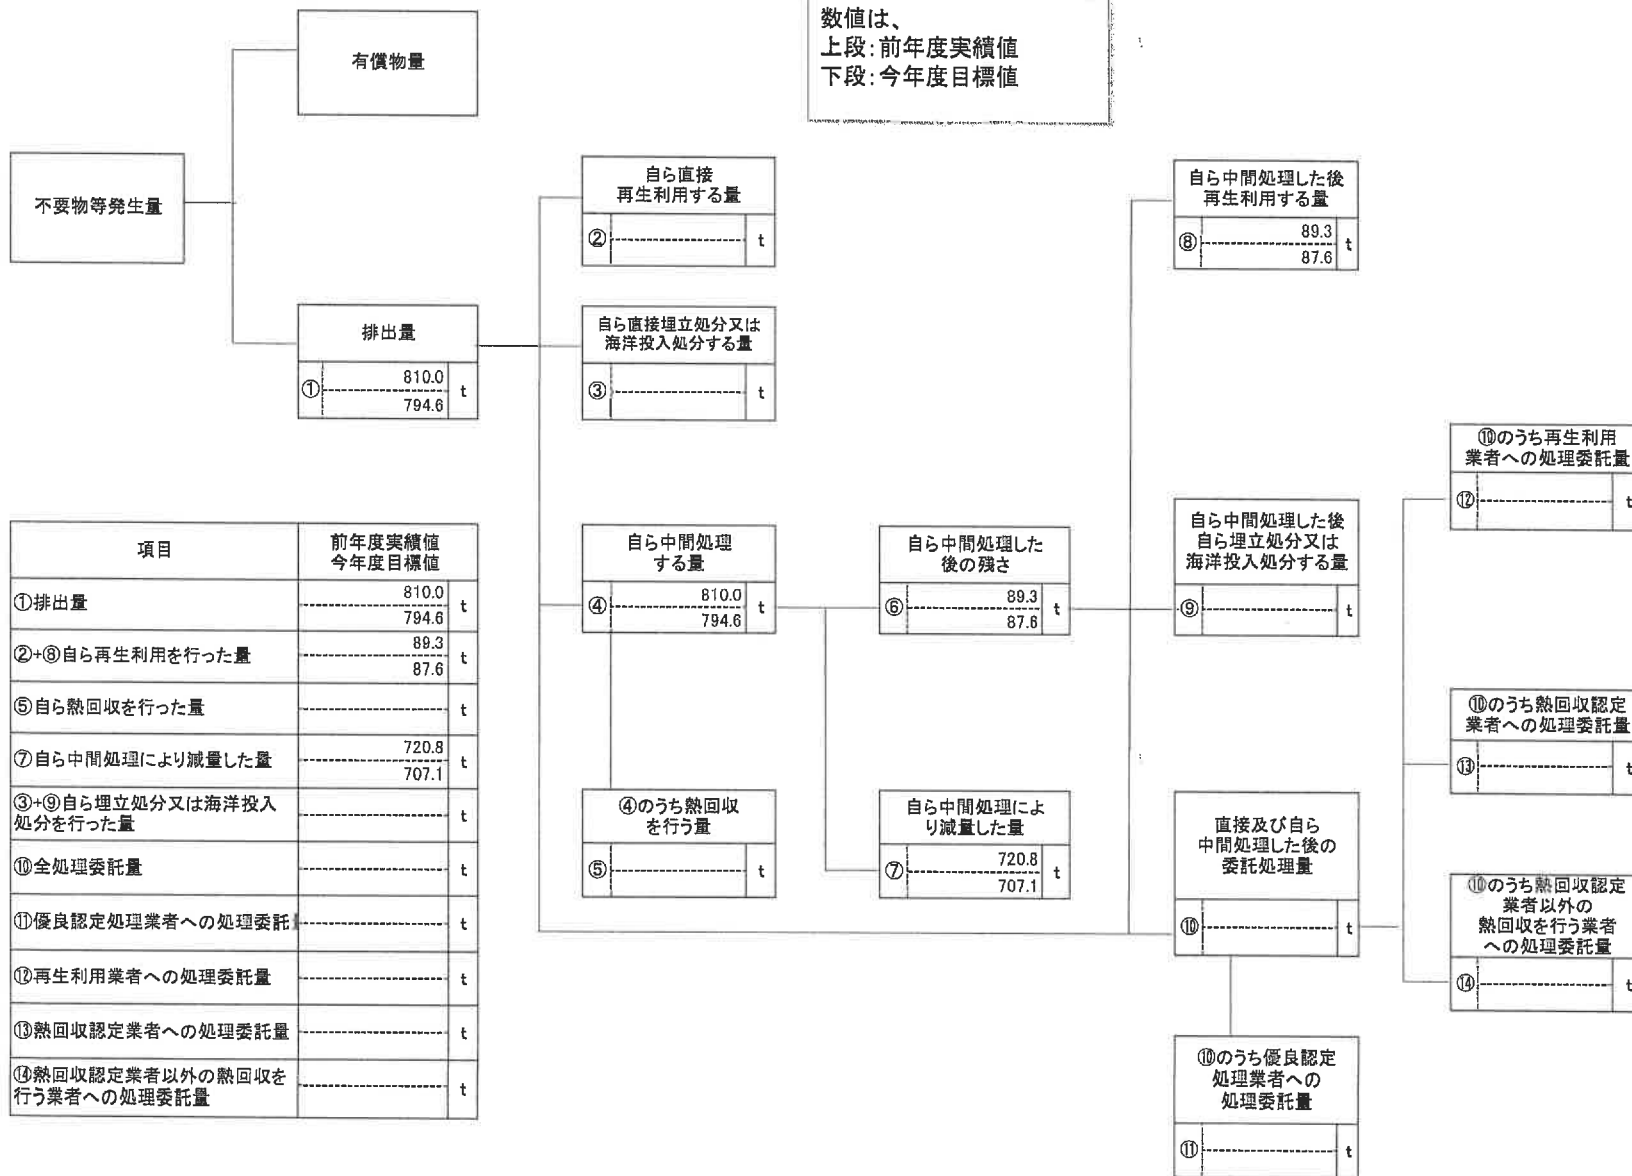 数値は、
上段：前年度実績値
下段：今年度目標値
有償物量
不要物等発生量
排出量
① 810.0 t
794.6
自ら直接
再生利用する量
② t
自ら直接埋立処分又は
海洋投入処分する量
③ t
自ら中間処理
する量
④ 810.0 t
794.6
④のうち熱回収
を行う量
⑤ t
自ら中間処理した
後の残さ
⑥ 89.3 t
87.6
自ら中間処理によ
り減量した量
⑦ 720.8 t
707.1
自ら中間処理した後
再生利用する量
⑧ 89.3 t
87.6
自ら中間処理した後
自ら埋立処分又は
海洋投入処分する量
⑨ t
直接及び自ら
中間処理した後の
委託処理量
⑩ t
⑩のうち優良認定
処理業者への
処理委託量
⑪ t
⑩のうち再生利用
業者への処理委託量
⑫ t
⑩のうち熱回収認定
業者への処理委託量
⑬ t
⑩のうち熱回収認定
業者以外の
熱回収を行う業者
への処理委託量
⑭ t
項目 前年度実績値
今年度目標値
①排出量 810.0 t
794.6
②+⑧自ら再生利用を行った量 89.3 t
87.6
⑤自ら熱回収を行った量 t
⑦自ら中間処理により減量した量 720.8 t
707.1
③+⑨自ら埋立処分又は海洋投入
処分を行った量 t
⑩全処理委託量 t
⑪優良認定処理業者への処理委託 t
⑫再生利用業者への処理委託量 t
⑬熱回収認定業者への処理委託量 t
⑭熱回収認定業者以外の熱回収を
行う業者への処理委託量 t